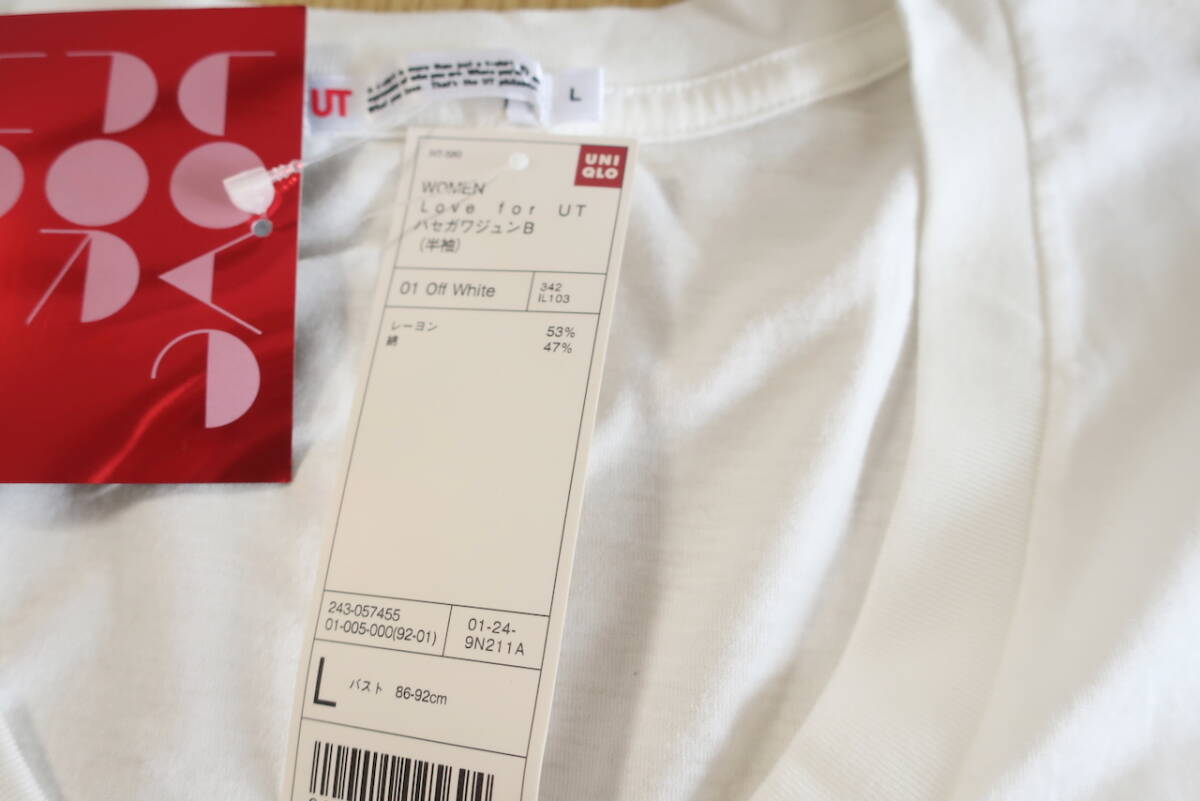 UT
L
UNI
QLO
WOMEN
Love for UT
ハセガワジュンB
(半袖)
01 Off White
342
IL103
レーヨン 53%
綿 47%
243-057455
01-005-000(92-01)
01-24-
9N211A
L バスト 86-92cm